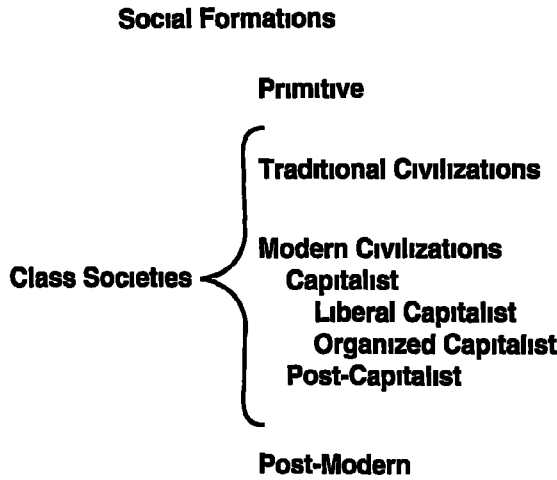 Social Formations
Primitive
Traditional Civilizations
Modern Civilizations
Class Societies
Capitalist
Liberal Capitalist
Organized Capitalist
Post-Capitalist
Post-Modern